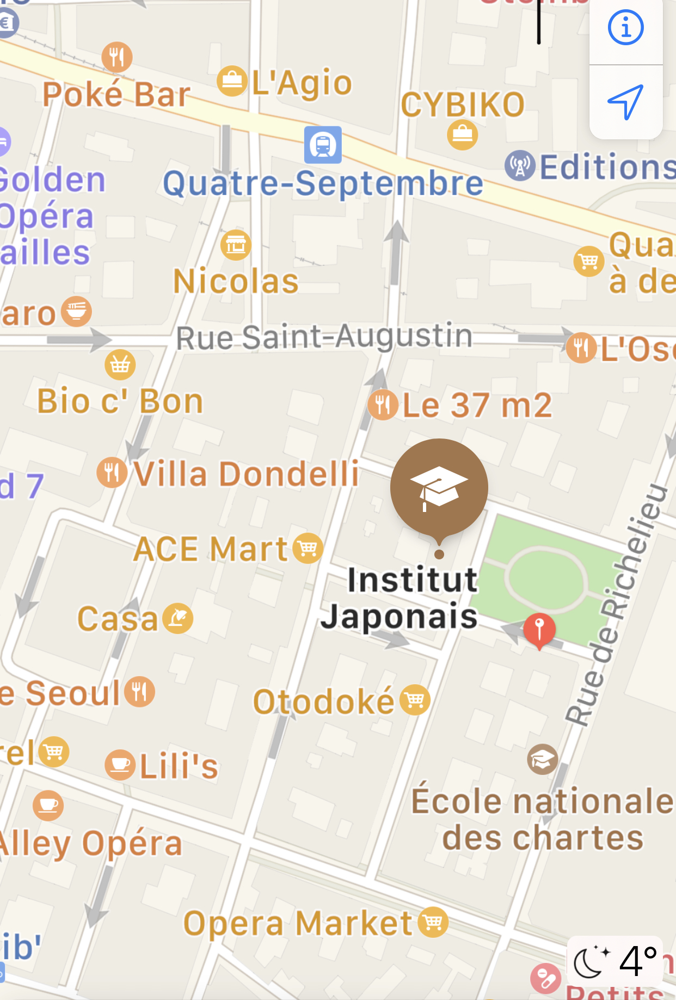 Poké Bar
L'Agio
CYBIKO
Editions
Golden
Opéra
ailles
Quatre-Septembre
Qua
à de
Nicolas
aro
Rue Saint-Augustin
L'Os
Bio c' Bon
Le 37 m2
Villa Dondelli
d 7
Rue de Richelieu
ACE Mart
Institut
Japonais
Casa
e Seoul
Otodoké
rel
Lili's
École nationale
des chartes
Alley Opéra
Opera Market
ib'
4°
Petits